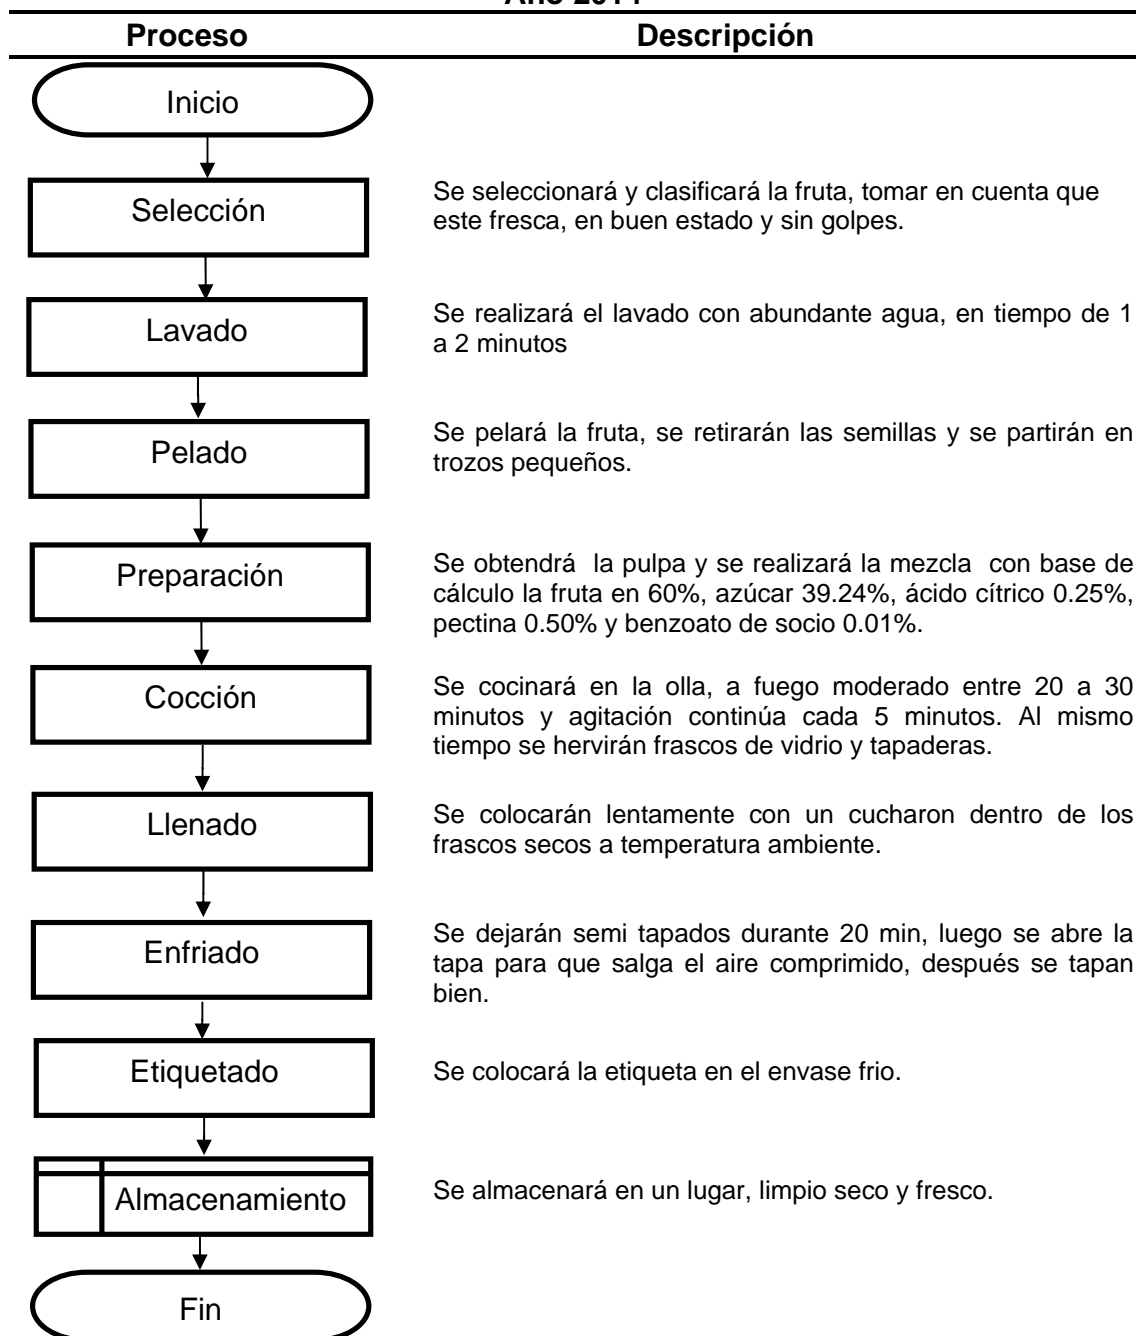 Año 2014
Proceso Descripción
Inicio
Selección
Se seleccionará y clasificará la fruta, tomar en cuenta que
este fresca, en buen estado y sin golpes.
Lavado
Se realizará el lavado con abundante agua, en tiempo de 1
a 2 minutos
Pelado
Se pelará la fruta, se retirarán las semillas y se partirán en
trozos pequeños.
Preparación
Se obtendrá la pulpa y se realizará la mezcla con base de
cálculo la fruta en 60%, azúcar 39.24%, ácido cítrico 0.25%,
pectina 0.50% y benzoato de socio 0.01%.
Cocción
Se cocinará en la olla, a fuego moderado entre 20 a 30
minutos y agitación continúa cada 5 minutos. Al mismo
tiempo se hervirán frascos de vidrio y tapaderas.
Llenado
Se colocarán lentamente con un cucharon dentro de los
frascos secos a temperatura ambiente.
Enfriado
Se dejarán semi tapados durante 20 min, luego se abre la
tapa para que salga el aire comprimido, después se tapan
bien.
Etiquetado
Se colocará la etiqueta en el envase frio.
Almacenamiento
Se almacenará en un lugar, limpio seco y fresco.
Fin